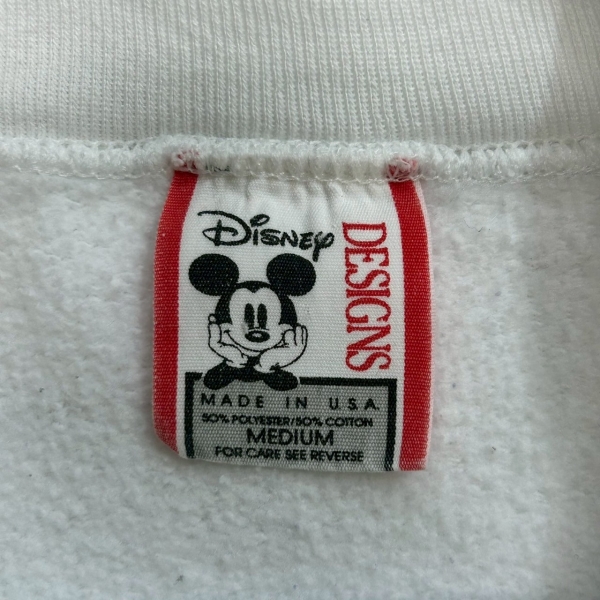 Disney
DESIGNS
MADE IN U.S.A.
50% POLYESTER/50% COTTON
MEDIUM
FOR CARE SEE REVERSE